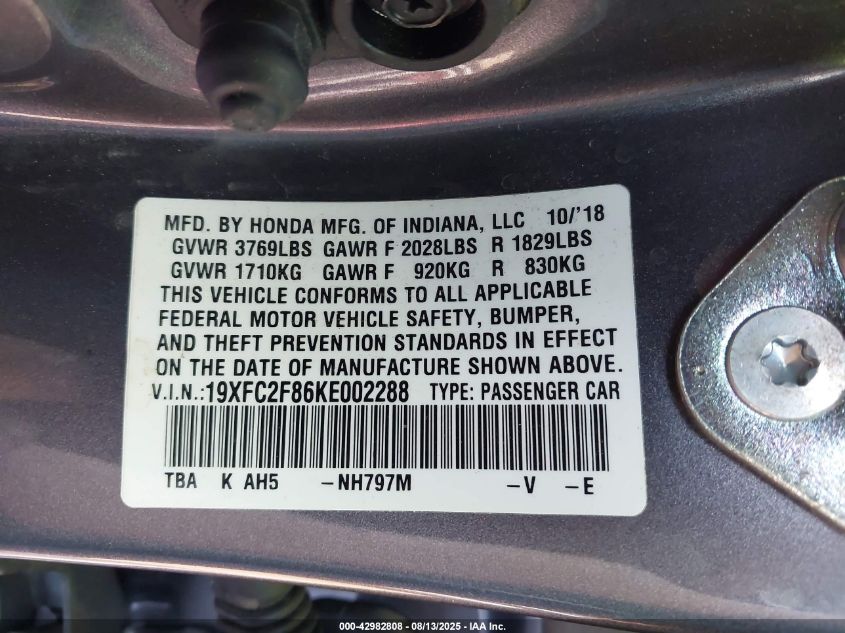 MFD. BY HONDA MFG. OF INDIANA, LLC 10/'18
GVWR 3769LBS GAWR F 2028LBS R 1829LBS
GVWR 1710KG GAWR F 920KG R 830KG
THIS VEHICLE CONFORMS TO ALL APPLICABLE
FEDERAL MOTOR VEHICLE SAFETY, BUMPER,
AND THEFT PREVENTION STANDARDS IN EFFECT
ON THE DATE OF MANUFACTURE SHOWN ABOVE.
V.I.N.:19XFC2F86KE002288 TYPE: PASSENGER CAR
TBA K AH5 -NH797M -V -E
000-42982808 - 08/13/2025 - IAA Inc.